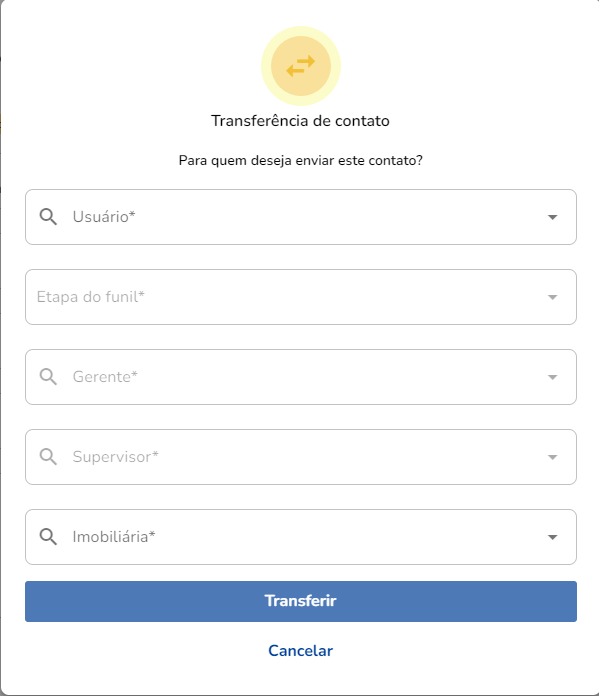 Transferência de contato
Para quem deseja enviar este contato?
Usuário*
Etapa do funil*
Gerente*
Supervisor*
Imobiliária*
Transferir
Cancelar